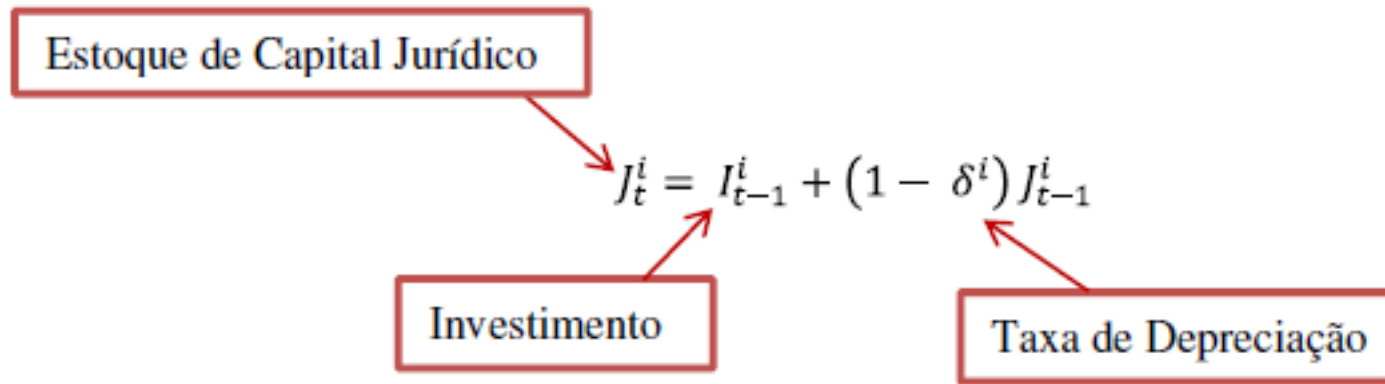 Estoque de Capital Jurídico
J_t^i = I_{t-1}^i + (1 − δ^i) J_{t-1}^i
Investimento
Taxa de Depreciação